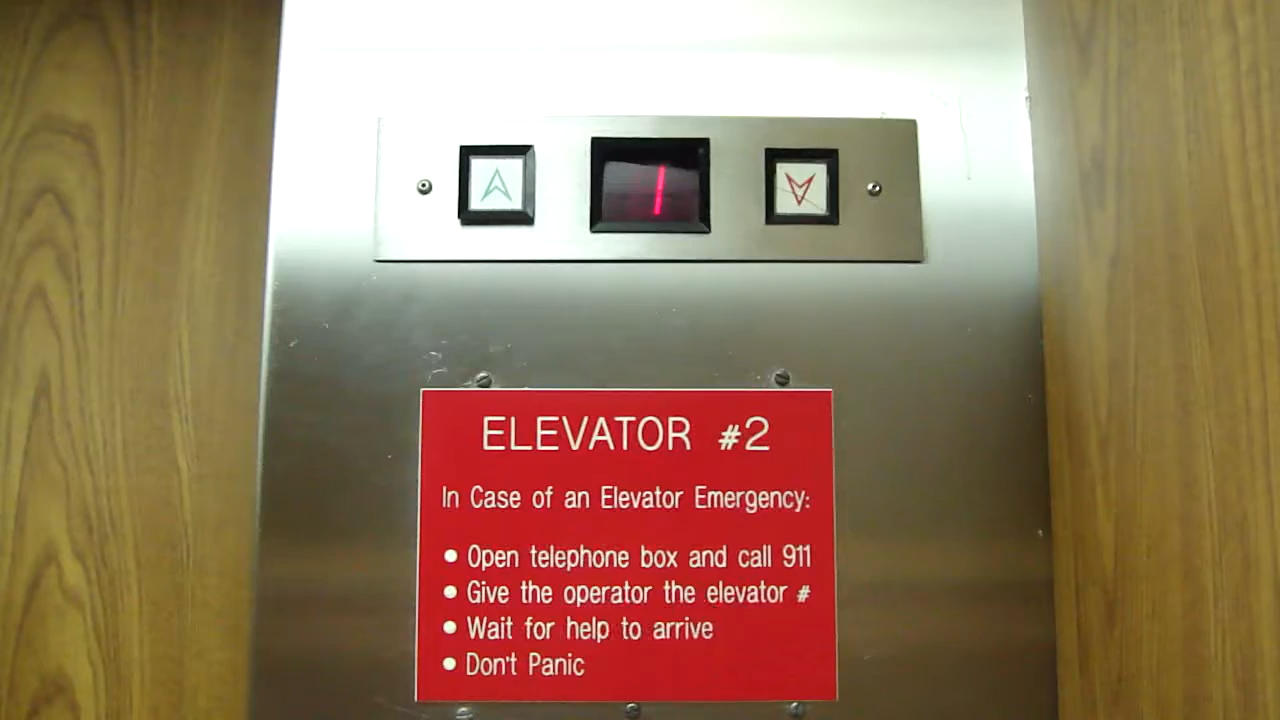 1
ELEVATOR #2
In Case of an Elevator Emergency:
• Open telephone box and call 911
• Give the operator the elevator #
• Wait for help to arrive
• Don't Panic